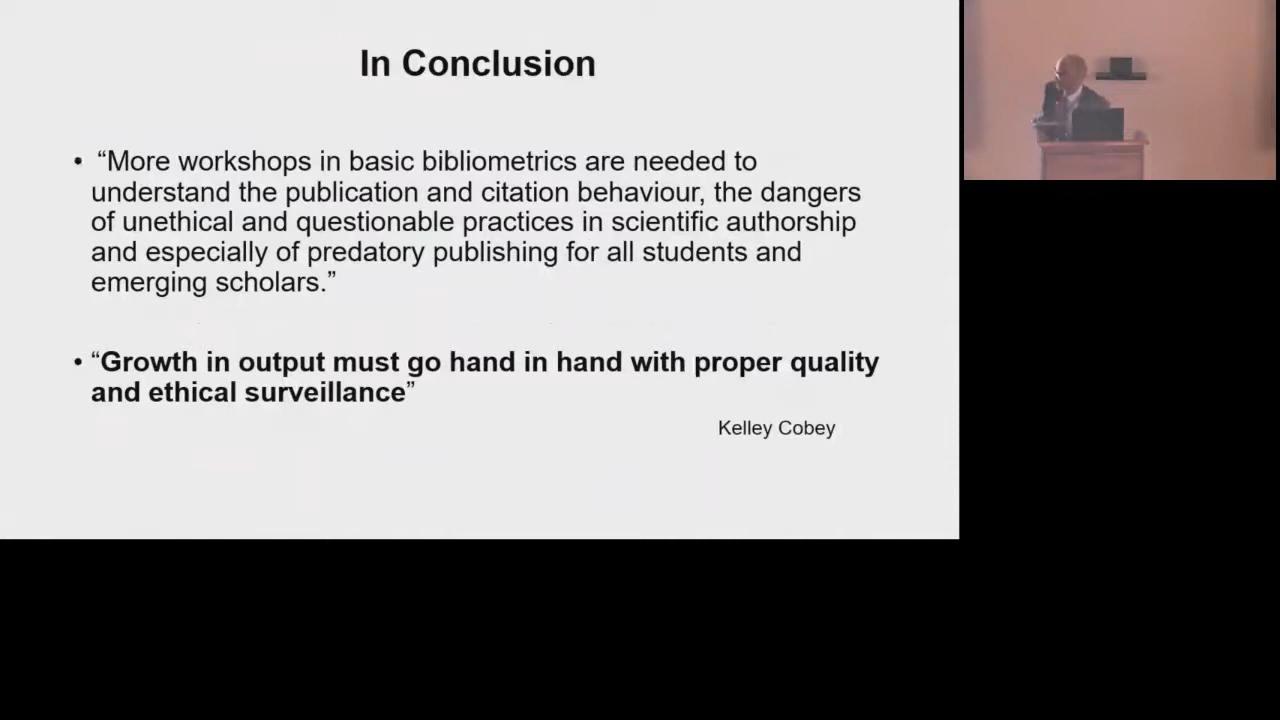 In Conclusion
• “More workshops in basic bibliometrics are needed to
understand the publication and citation behaviour, the dangers
of unethical and questionable practices in scientific authorship
and especially of predatory publishing for all students and
emerging scholars.”
• “Growth in output must go hand in hand with proper quality
and ethical surveillance”
Kelley Cobey